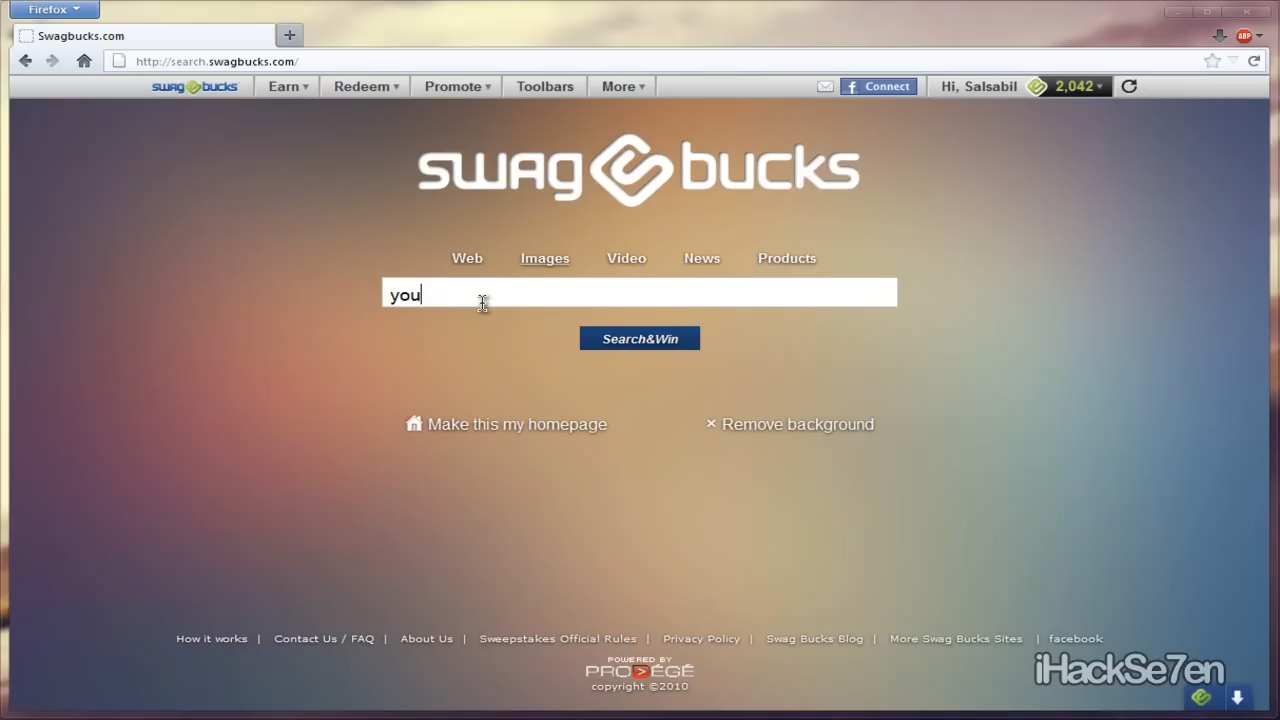 Firefox
Swagbucks.com
ABP
http://search.swagbucks.com/
swagbucks Earn Redeem Promote Toolbars More f Connect Hi, Salsabil 2,042
swagbucks
Web Images Video News Products
you
Search&Win
Make this my homepage × Remove background
How it works | Contact Us / FAQ | About Us | Sweepstakes Official Rules | Privacy Policy | Swag Bucks Blog | More Swag Bucks Sites | facebook
POWERED BY
PRODÉGÉ
copyright ©2010
iHackSe7en